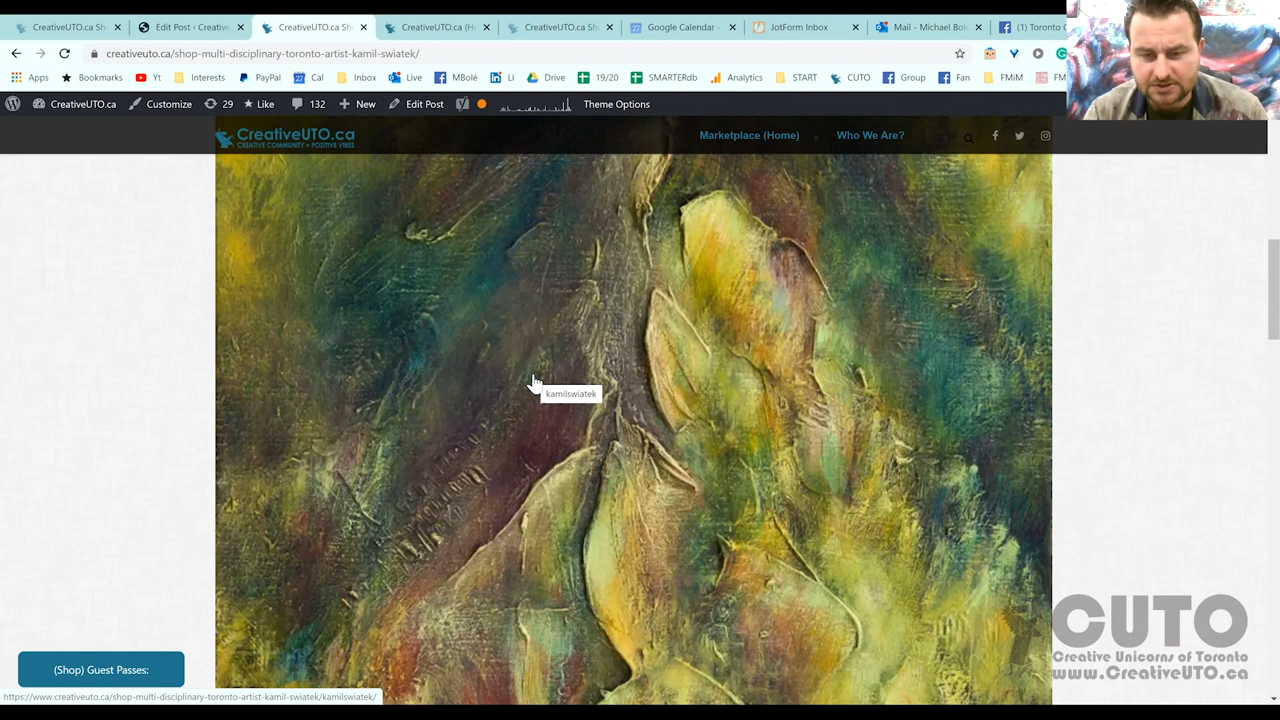 CreativeUTO.ca Sh
Edit Post ‹ Creative
CreativeUTO.ca Sh
CreativeUTO.ca (H
CreativeUTO.ca Sh
Google Calendar -
JotForm Inbox
Mail - Michael Bol
(1) Toronto C
creativeuto.ca/shop-multi-disciplinary-toronto-artist-kamil-swiatek/
Apps
Bookmarks
Yt
Interests
PayPal
Cal
Inbox
Live
MBolé
LI
Drive
19/20
SMARTERdb
Analytics
START
CUTO
Group
Fan
FMiM
FM
CreativeUTO.ca
Customize
29
Like
132
New
Edit Post
Theme Options
CreativeUTO.ca
CREATIVE COMMUNITY + POSITIVE VIBES
Marketplace (Home)
Who We Are?
kamilswiatek
CUTO
Creative Unicorns of Toronto
www.CreativeUTO.ca
(Shop) Guest Passes:
https://www.creativeuto.ca/shop-multi-disciplinary-toronto-artist-kamil-swiatek/kamilswiatek/